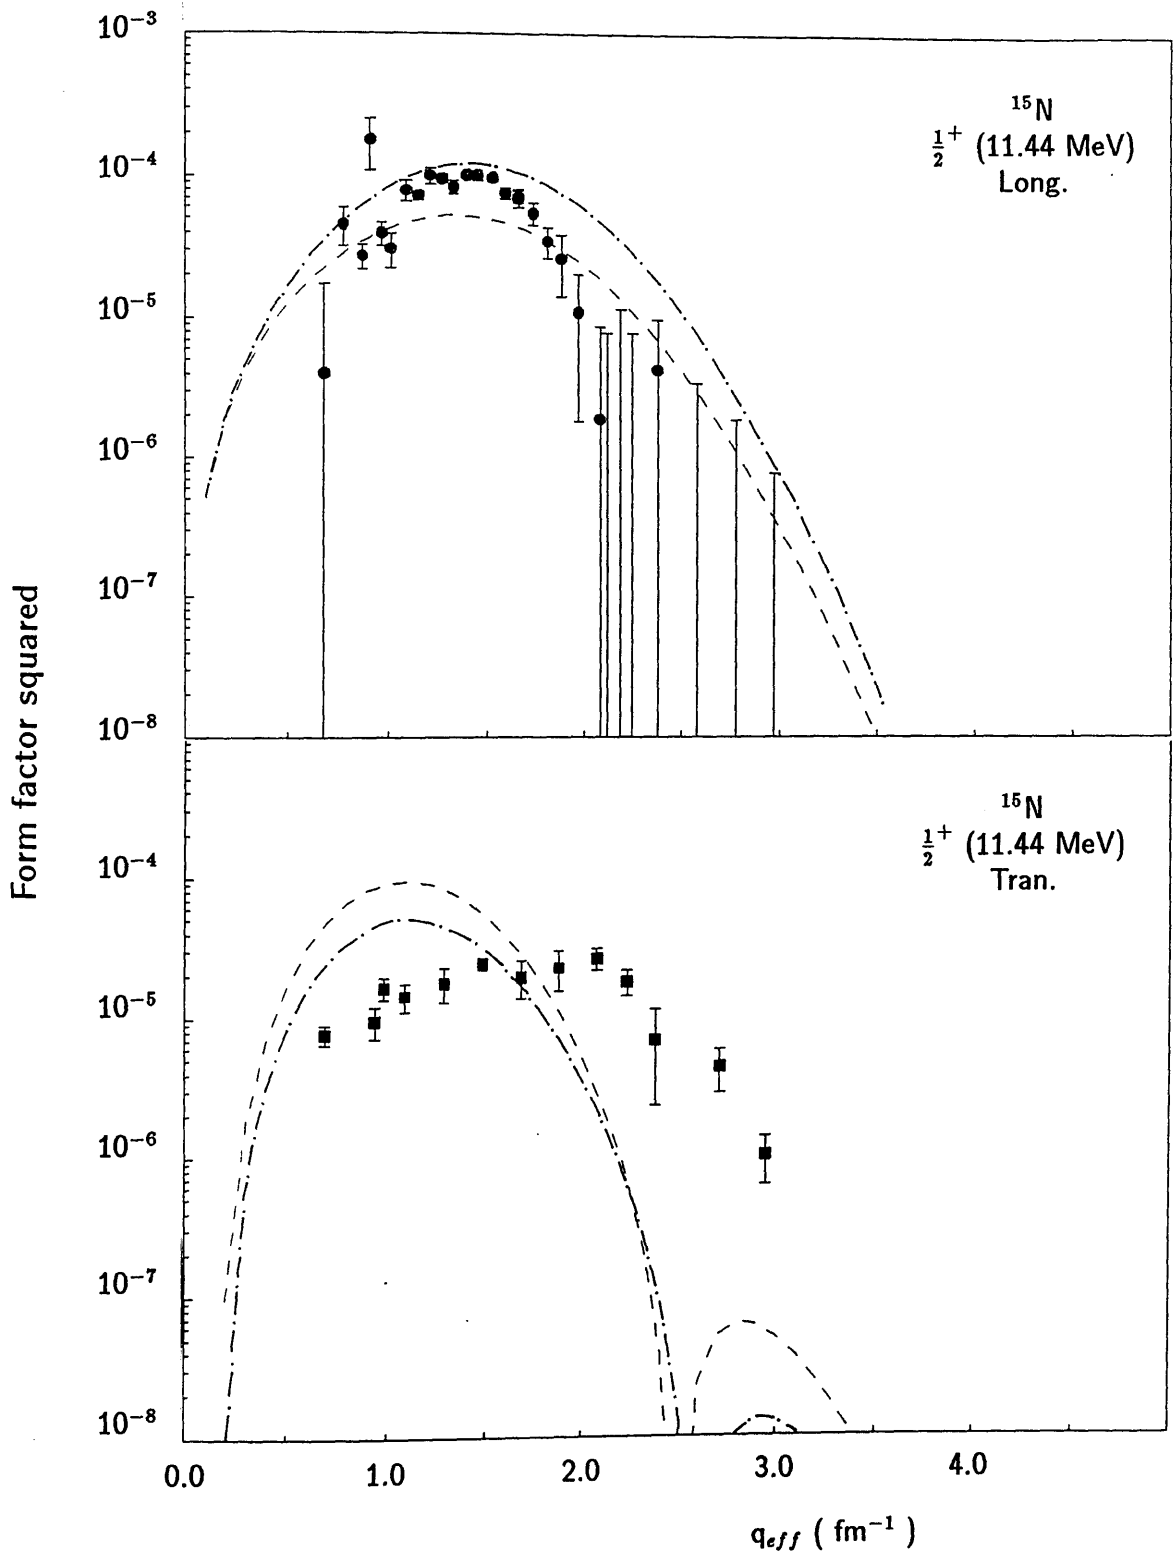 10⁻³
10⁻⁴
10⁻⁵
10⁻⁶
10⁻⁷
10⁻⁸
¹⁵N
½⁺ (11.44 MeV)
Long.
Form factor squared
10⁻⁴
10⁻⁵
10⁻⁶
10⁻⁷
10⁻⁸
¹⁵N
½⁺ (11.44 MeV)
Tran.
0.0 1.0 2.0 3.0 4.0
q_eff ( fm⁻¹ )